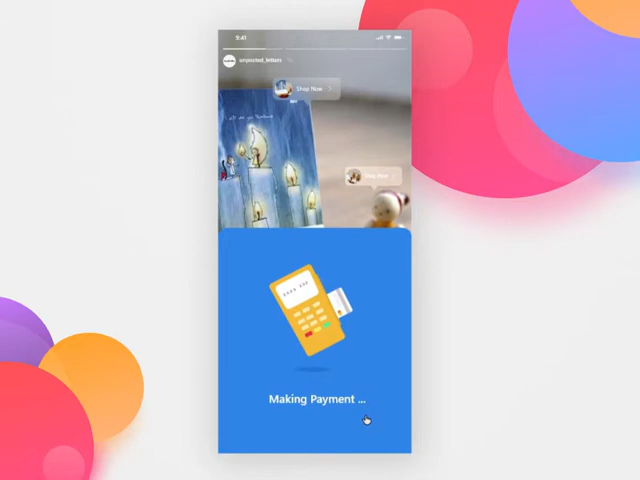 9:41
unposted_letters
Shop Now
Shop Now
Making Payment ...